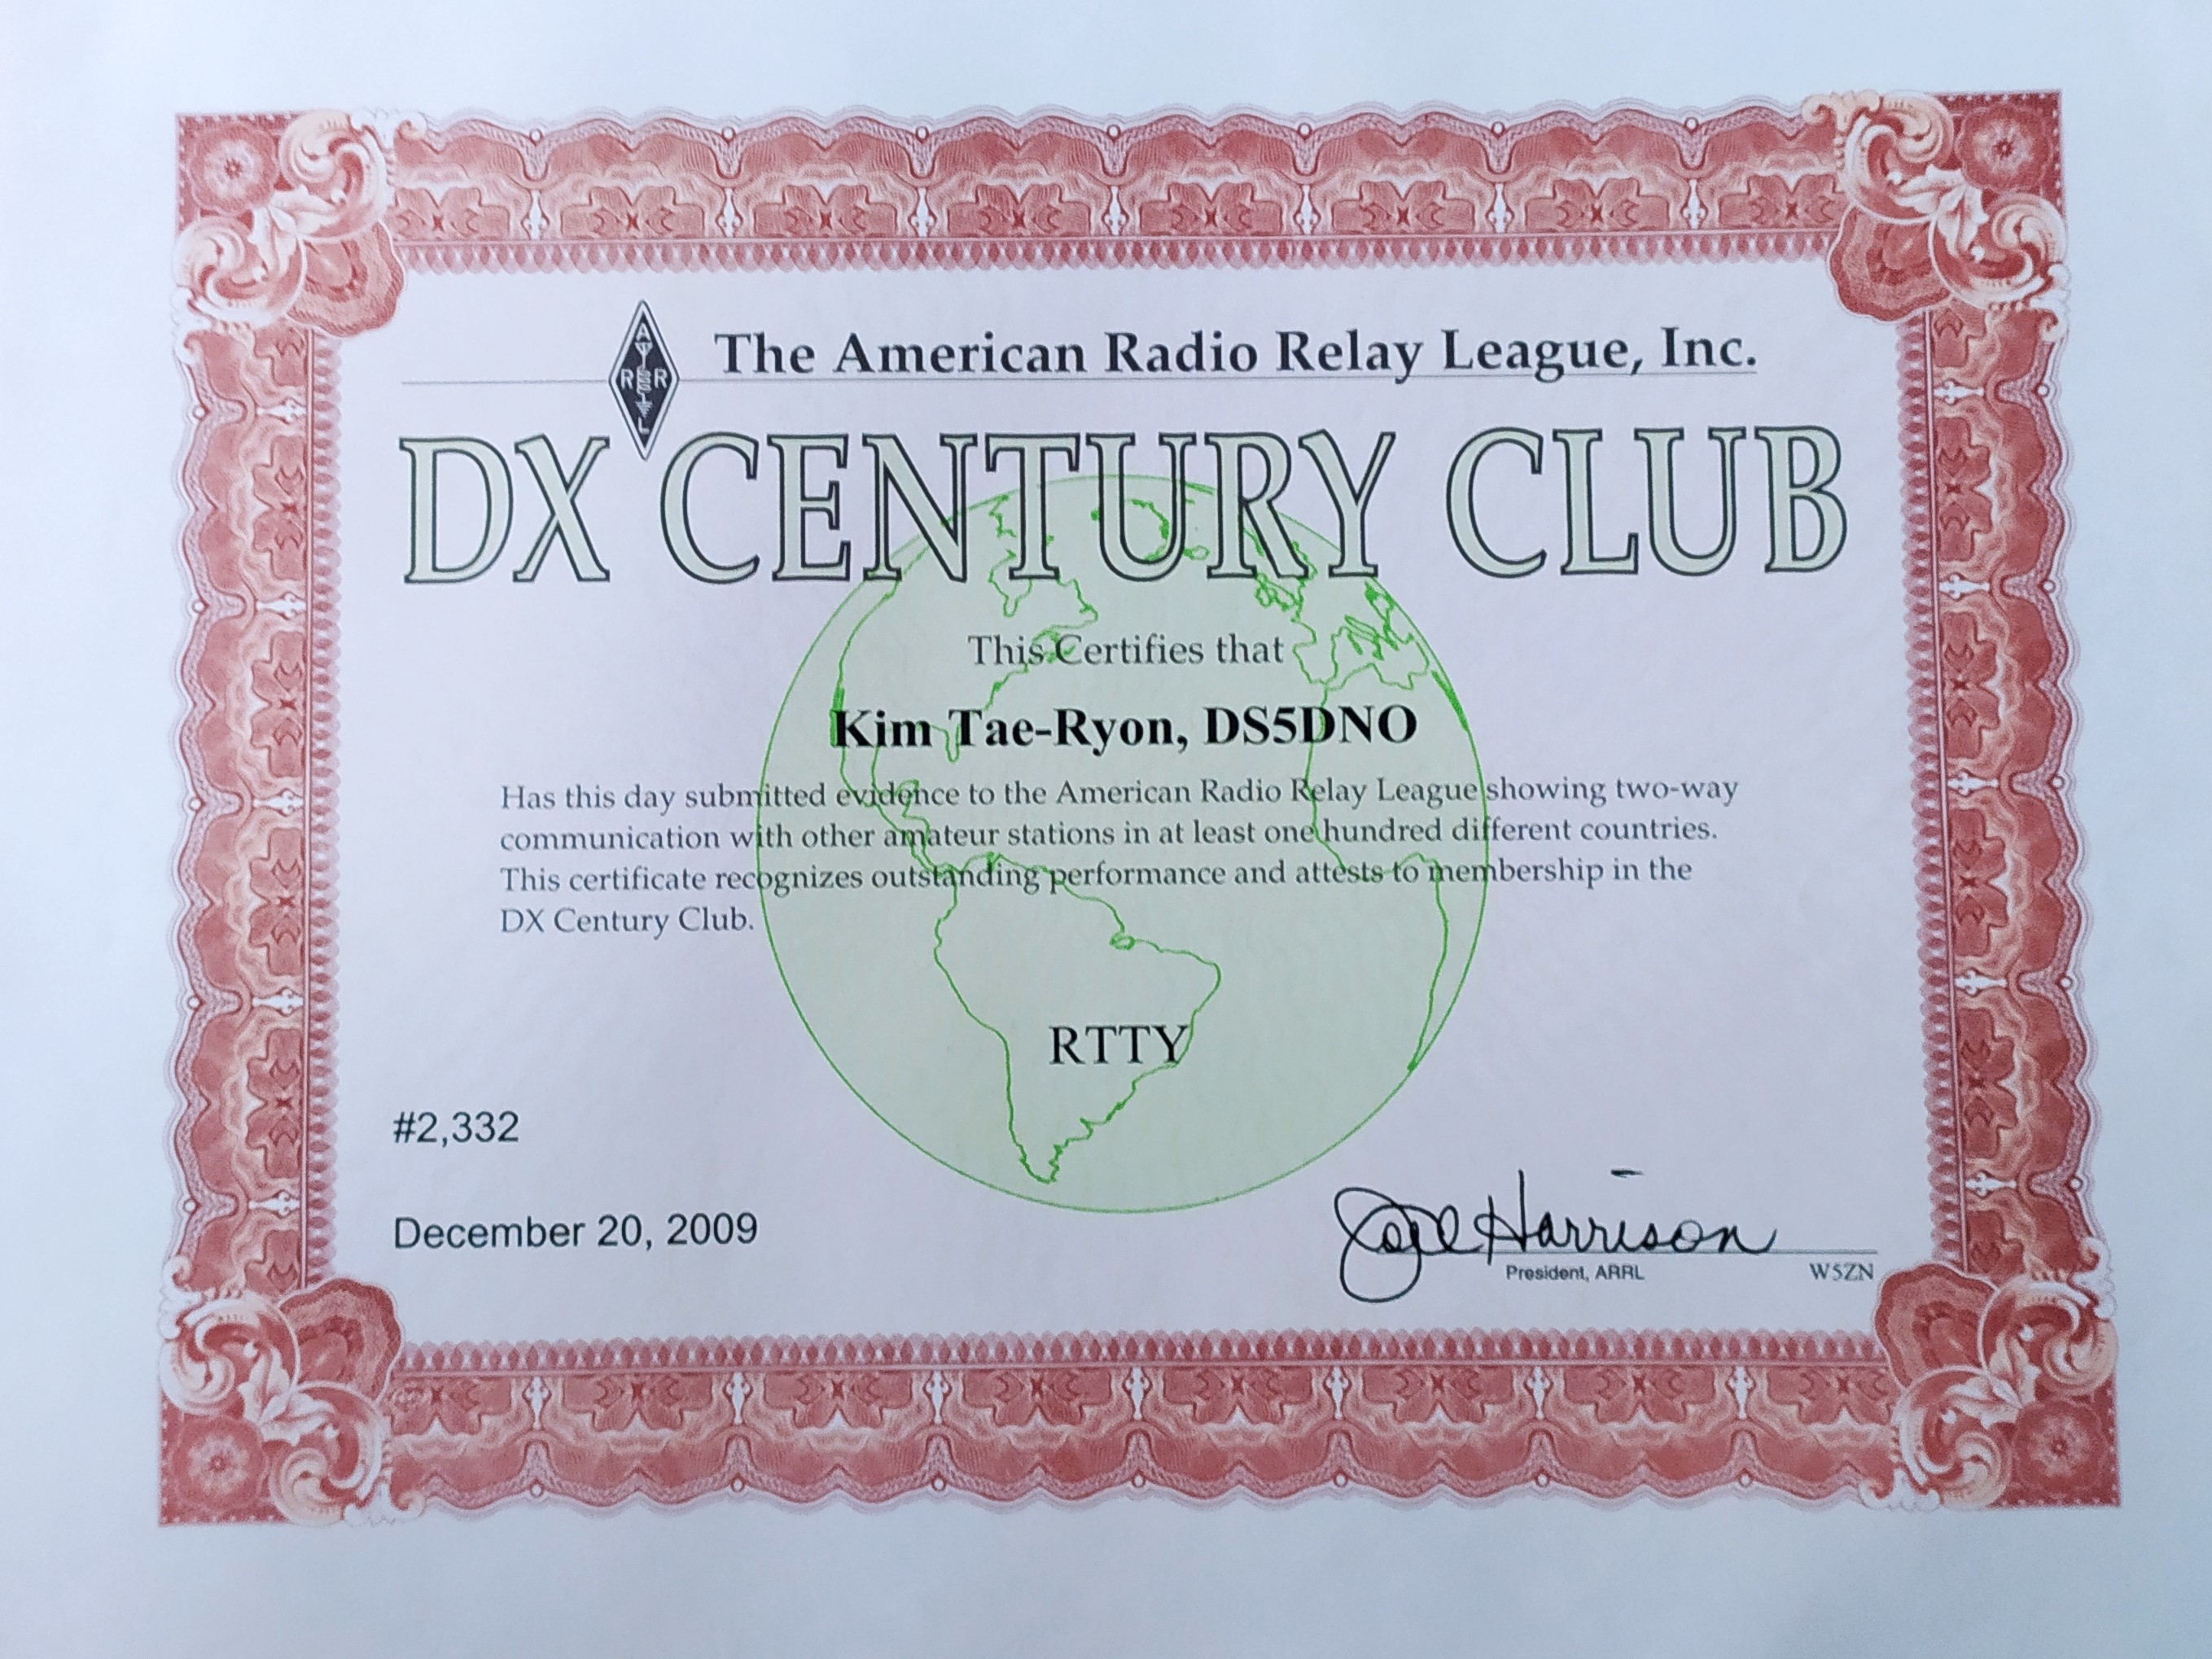 A
R R
L
The American Radio Relay League, Inc.
DX CENTURY CLUB
This Certifies that
Kim Tae-Ryon, DS5DNO
Has this day submitted evidence to the American Radio Relay League showing two-way
communication with other amateur stations in at least one hundred different countries.
This certificate recognizes outstanding performance and attests to membership in the
DX Century Club.
RTTY
#2,332
December 20, 2009
Joel Harrison
President, ARRL W5ZN